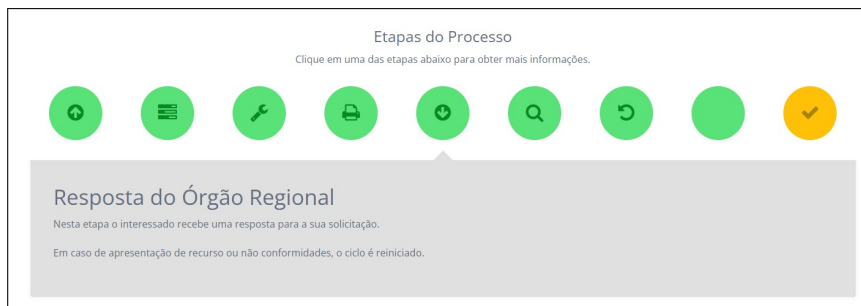 Etapas do Processo
Clique em uma das etapas abaixo para obter mais informações.
Resposta do Órgão Regional
Nesta etapa o interessado recebe uma resposta para a sua solicitação.
Em caso de apresentação de recurso ou não conformidades, o ciclo é reiniciado.